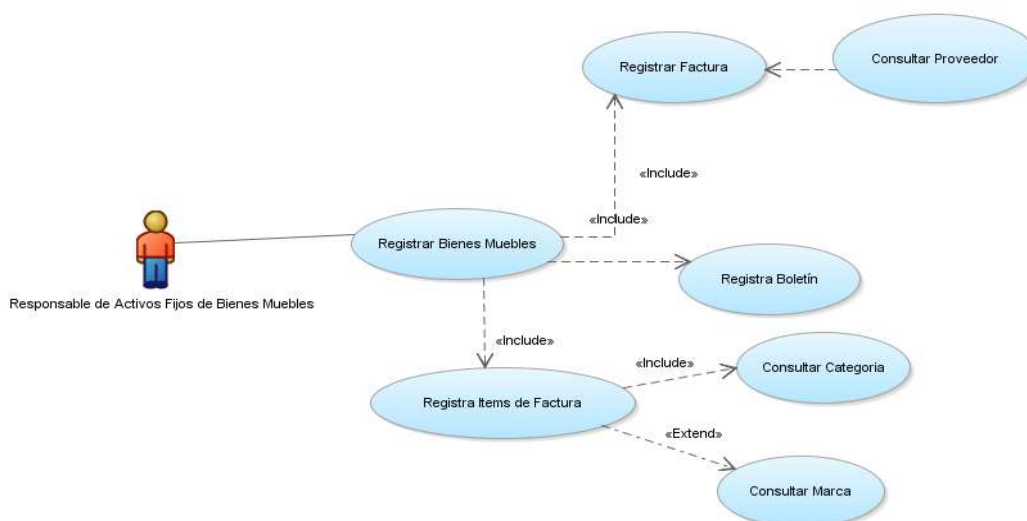 Consultar Proveedor
Registrar Factura
«Include»
«Include»
Registrar Bienes Muebles
Registra Boletín
Responsable de Activos Fijos de Bienes Muebles
«Include»
«Include»
Consultar Categoria
Registra Items de Factura
«Extend»
Consultar Marca